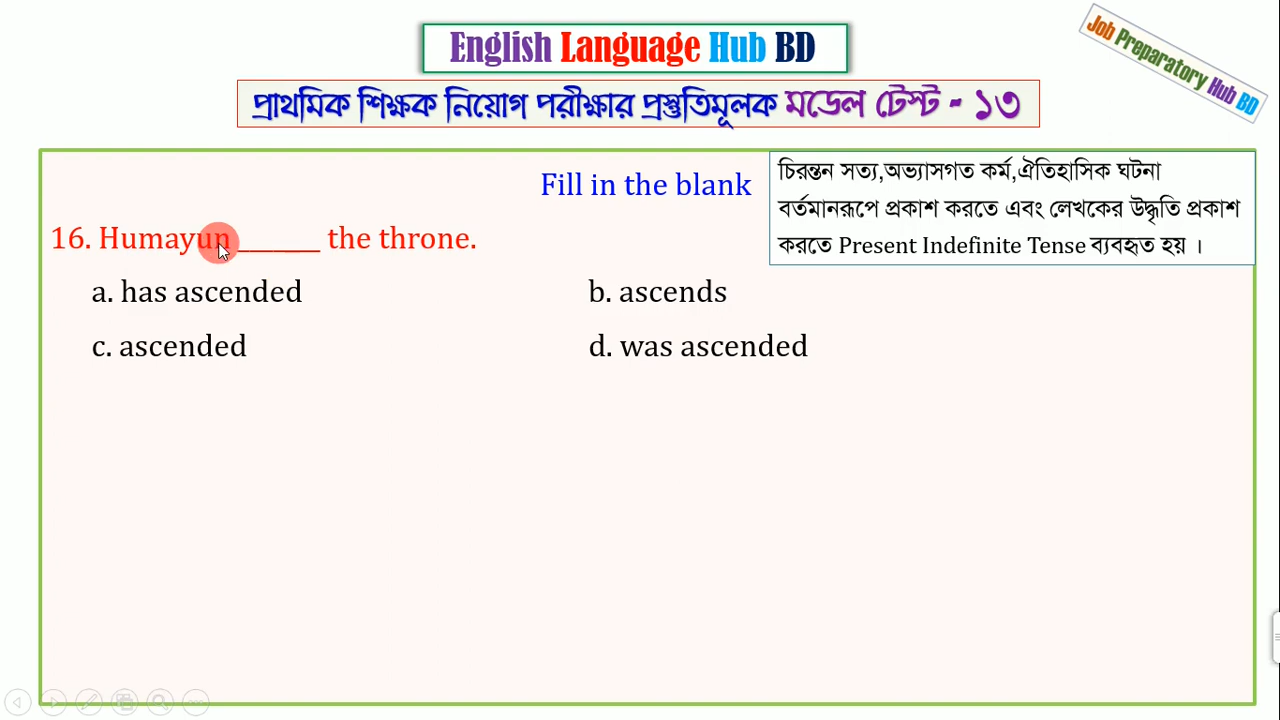 English Language Hub BD
Job Preparatory Hub BD
প্রাথমিক শিক্ষক নিয়োগ পরীক্ষার প্রস্তুতিমূলক মডেল টেস্ট - ১৩
Fill in the blank
চিরন্তন সত্য,অভ্যাসগত কর্ম,ঐতিহাসিক ঘটনা
বর্তমানরূপে প্রকাশ করতে এবং লেখকের উদ্ধৃতি প্রকাশ
করতে Present Indefinite Tense ব্যবহৃত হয় ।
16. Humayun _______ the throne.
a. has ascended b. ascends
c. ascended d. was ascended